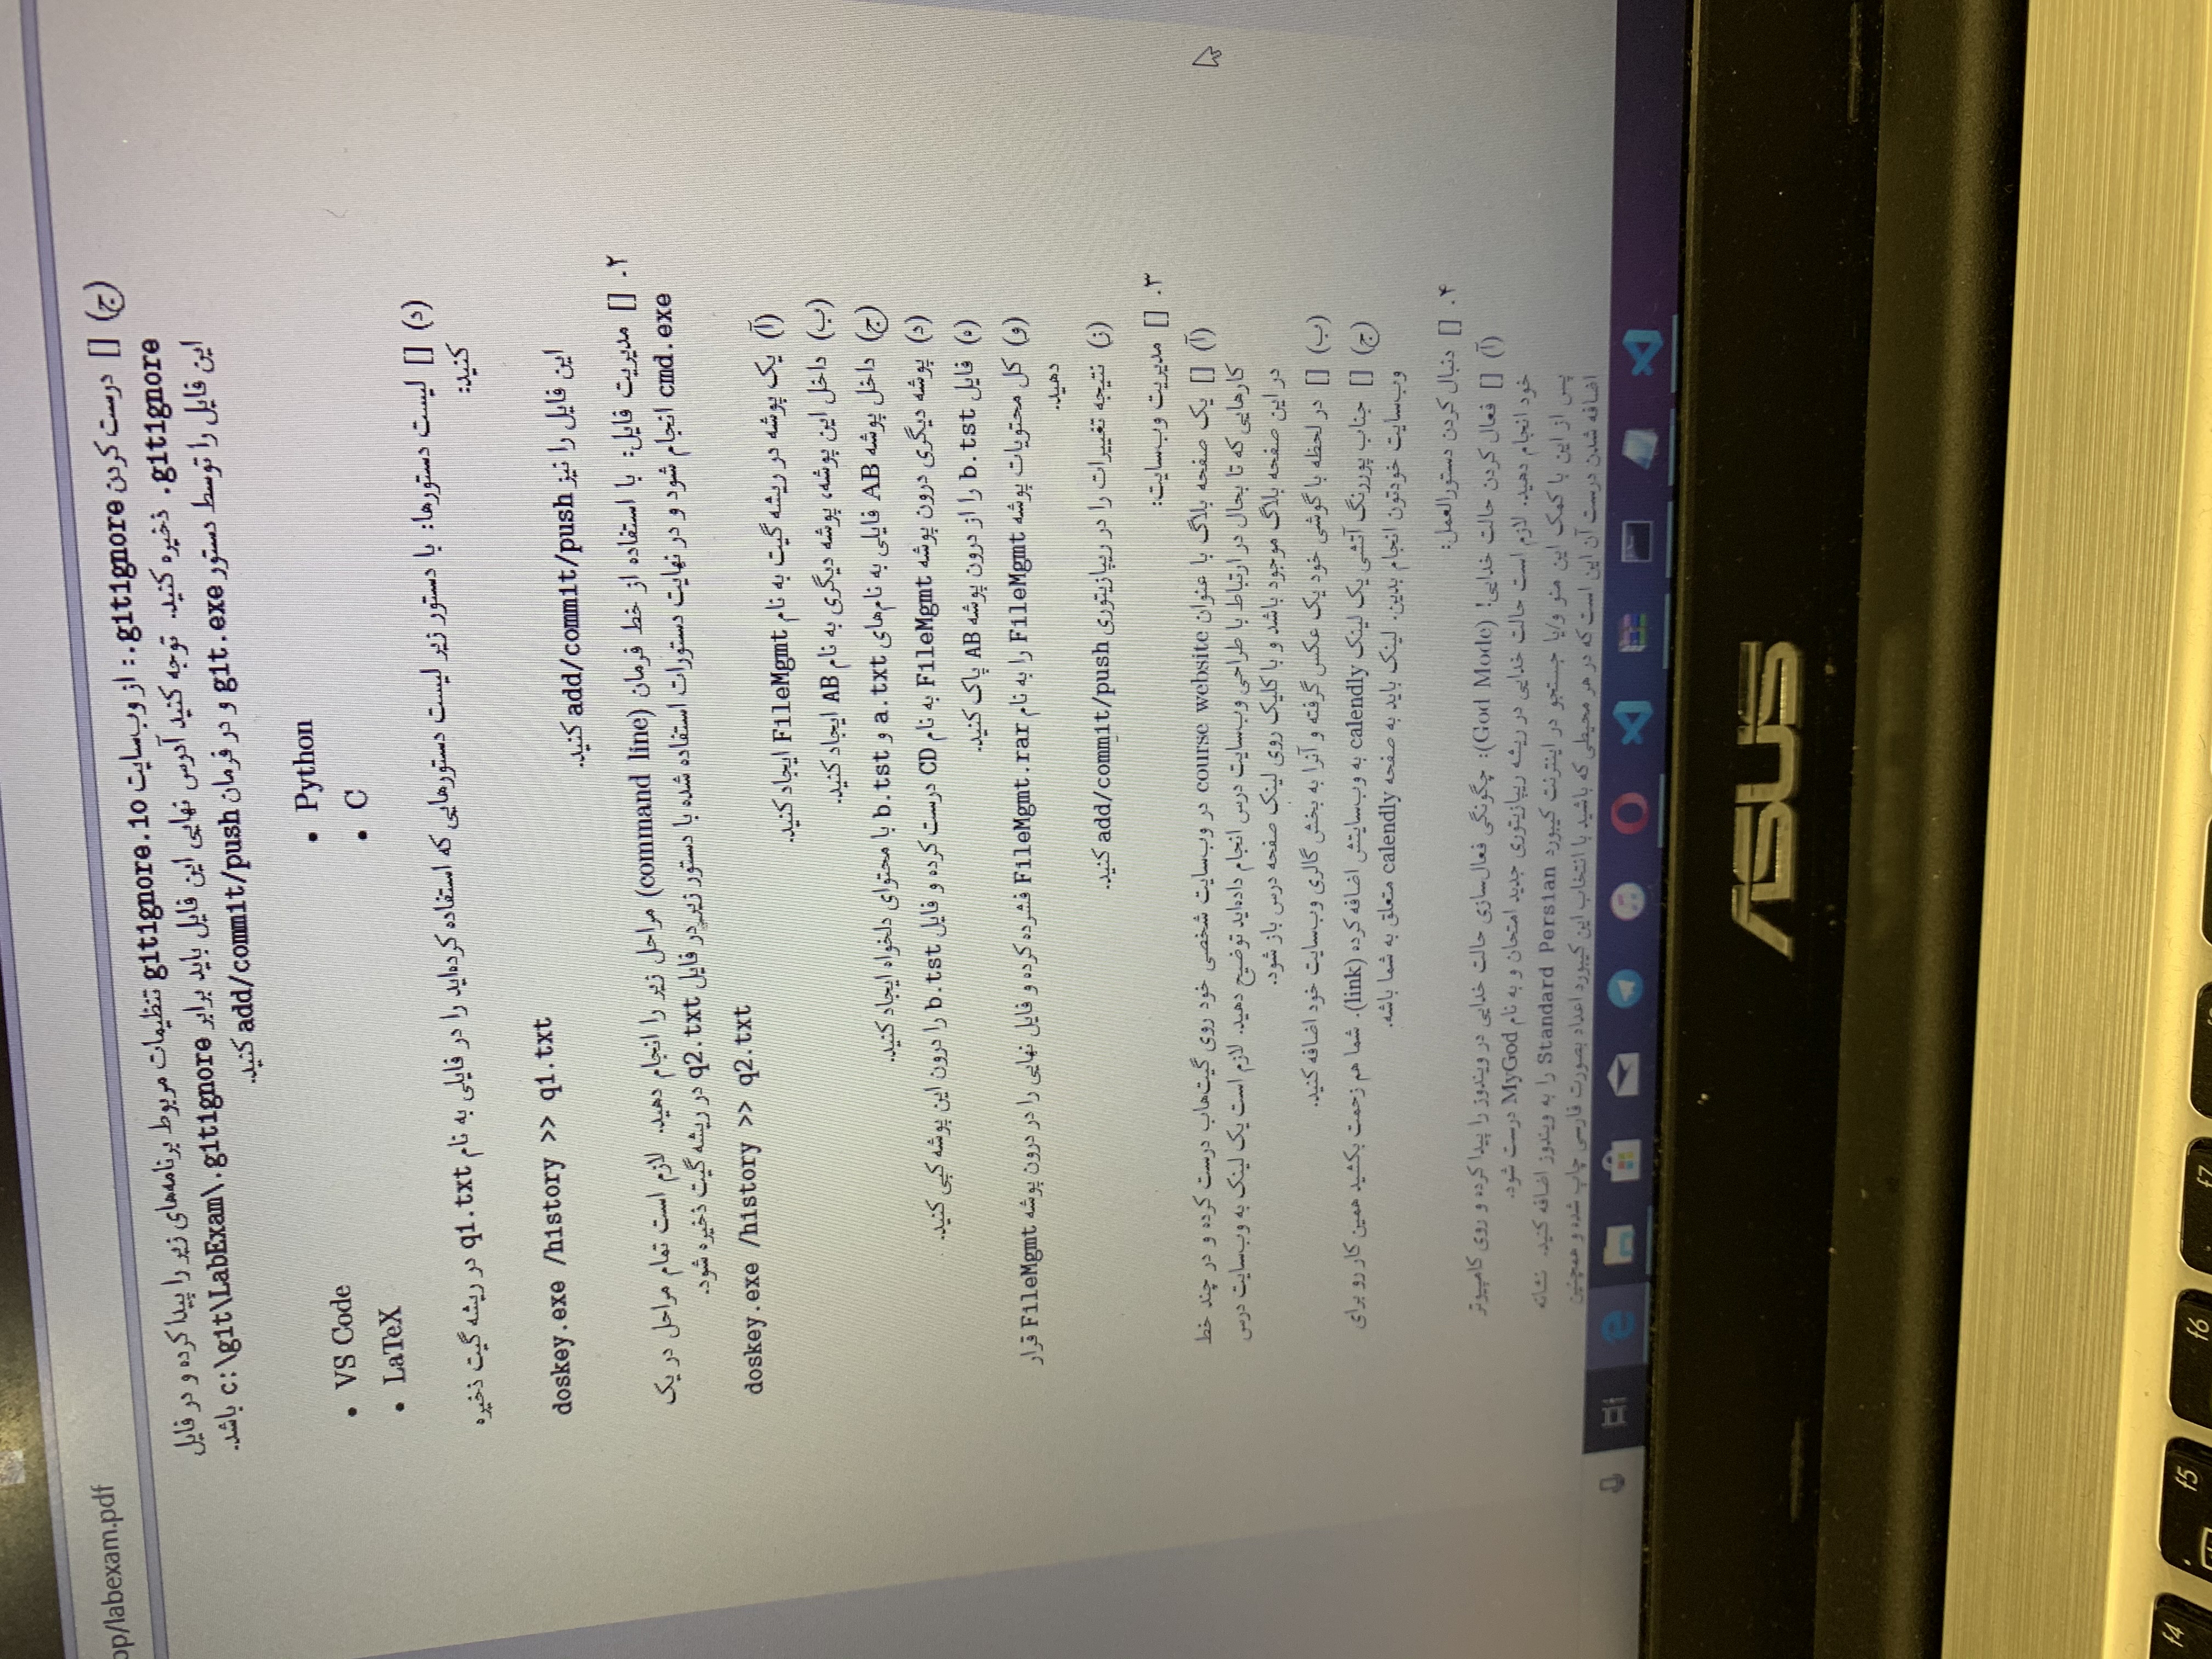 op/labexam.pdf
(ج) [] درست کردن .gitignore: از وب‌سایت gitignore.io تنظیمات مربوط برنامه‌های زیر را پیدا کرده و در فایل
.gitignore ذخیره کنید. توجه کنید آدرس نهایی این فایل باید برابر c:\git\LabExam\.gitignore باشد.
این فایل را توسط دستور git.exe و در فرمان add/commit/push کنید.
• Python
• VS Code
• C
• LaTeX
(د) [] لیست دستورها: با دستور زیر لیست دستورهایی که استفاده کرده‌اید را در فایلی به نام q1.txt در ریشه گیت ذخیره
کنید:
doskey.exe /history >> q1.txt
این فایل را نیز add/commit/push کنید.
۲. [] مدیریت فایل: با استفاده از خط فرمان (command line) مراحل زیر را انجام دهید. لازم است تمام مراحل در یک
cmd.exe انجام شود و در نهایت دستورات استفاده شده با دستور زیر در فایل q2.txt در ریشه گیت ذخیره شود.
doskey.exe /history >> q2.txt
(آ) یک پوشه در ریشه گیت به نام FileMgmt ایجاد کنید.
(ب) داخل این پوشه، پوشه دیگری به نام AB ایجاد کنید.
(ج) داخل پوشه AB فایلی به نام‌های a.txt و b.tst با محتوای دلخواه ایجاد کنید.
(د) پوشه دیگری درون پوشه FileMgmt به نام CD درست کرده و فایل b.tst را درون این پوشه کپی کنید.
(ه) فایل b.tst را از درون پوشه AB پاک کنید.
(و) کل محتویات پوشه FileMgmt را به نام FileMgmt.rar فشرده کرده و فایل نهایی را در درون پوشه FileMgmt قرار
دهید.
(ز) نتیجه تغییرات را در ریپازیتوری add/commit/push کنید.
۳. [] مدیریت وب‌سایت:
(آ) [] یک صفحه بلاگ با عنوان course website در وب‌سایت شخصی خود روی گیت‌هاب درست کرده و در چند خط
کارهایی که تا بحال در ارتباط با طراحی وب‌سایت درس انجام داده‌اید توضیح دهید. لازم است یک لینک به وب‌سایت درس
در این صفحه بلاگ موجود باشد و با کلیک روی لینک صفحه درس باز شود.
(ب) [] در لحظه با گوشی خود یک عکس گرفته و آنرا به بخش گالری وب‌سایت خود اضافه کنید.
(ج) [] جناب پوررنگ آتشی یک لینک calendly به وب‌سایتش اضافه کرده (link). شما هم زحمت بکشید همین کار رو برای
وب‌سایت خودتون انجام بدین. لینک باید به صفحه calendly متعلق به شما باشه.
۴. [] دنبال کردن دستورالعمل:
(آ) [] فعال کردن حالت خدایی! (God Mode): چگونگی فعال‌سازی حالت خدایی در ویندوز را پیدا کرده و روی کامپیوتر
خود انجام دهید. لازم است حالت خدایی در ریشه ریپازیتوری جدید امتحان و به نام MyGod درست شود.
پس از این با کمک این منو و/یا جستجو در اینترنت کیبورد Standard Persian را به ویندوز اضافه کنید. نشانه
اضافه شدن درست آن این است که در هر محیطی که باشید با انتخاب این کیبورد اعداد بصورت فارسی چاپ شده و همچنین
ASUS
f4
f5
f6
f7